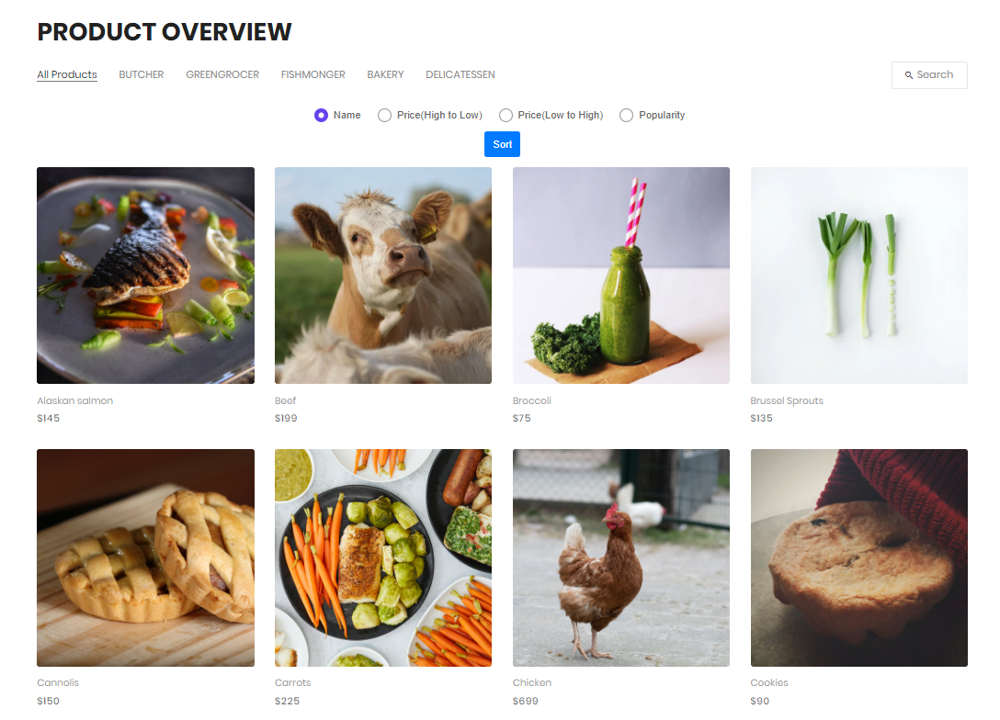 PRODUCT OVERVIEW
All Products BUTCHER GREENGROCER FISHMONGER BAKERY DELICATESSEN Search
Name Price(High to Low) Price(Low to High) Popularity
Sort
Alaskan salmon Beef Broccoli Brussel Sprouts
$145 $199 $75 $135
Cannolis Carrots Chicken Cookies
$150 $225 $699 $90